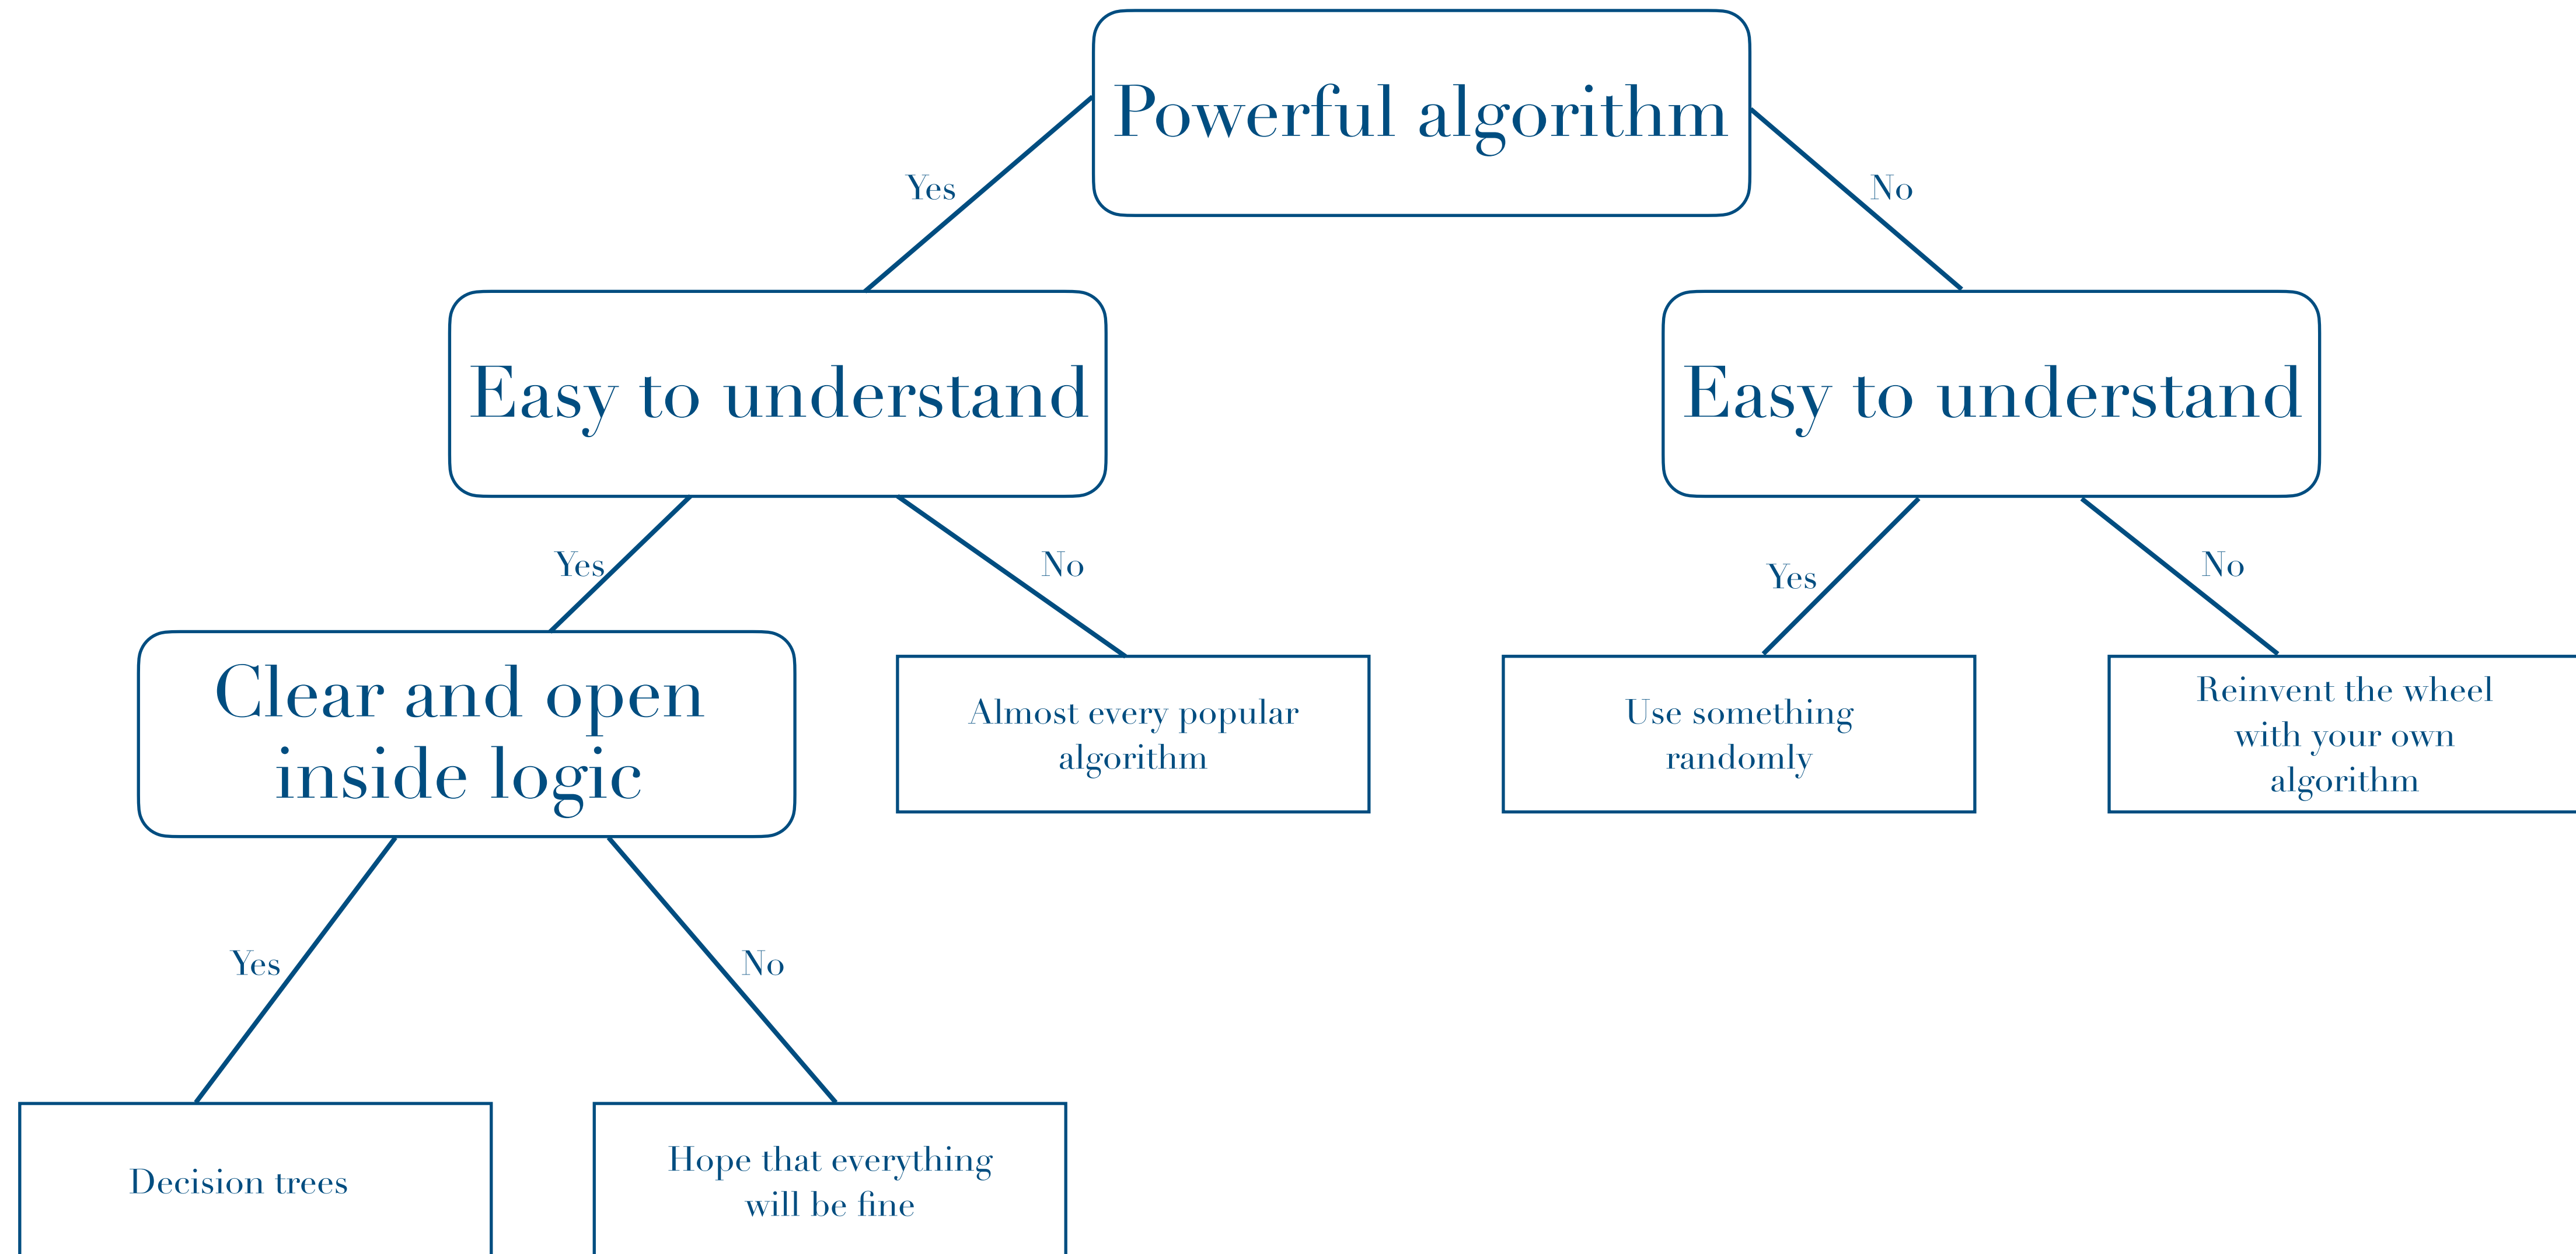 Powerful algorithm
Yes
No
Easy to understand
Easy to understand
Yes
No
Yes
No
Clear and open
inside logic
Almost every popular
algorithm
Use something
randomly
Reinvent the wheel
with your own
algorithm
Yes
No
Decision trees
Hope that everything
will be fine